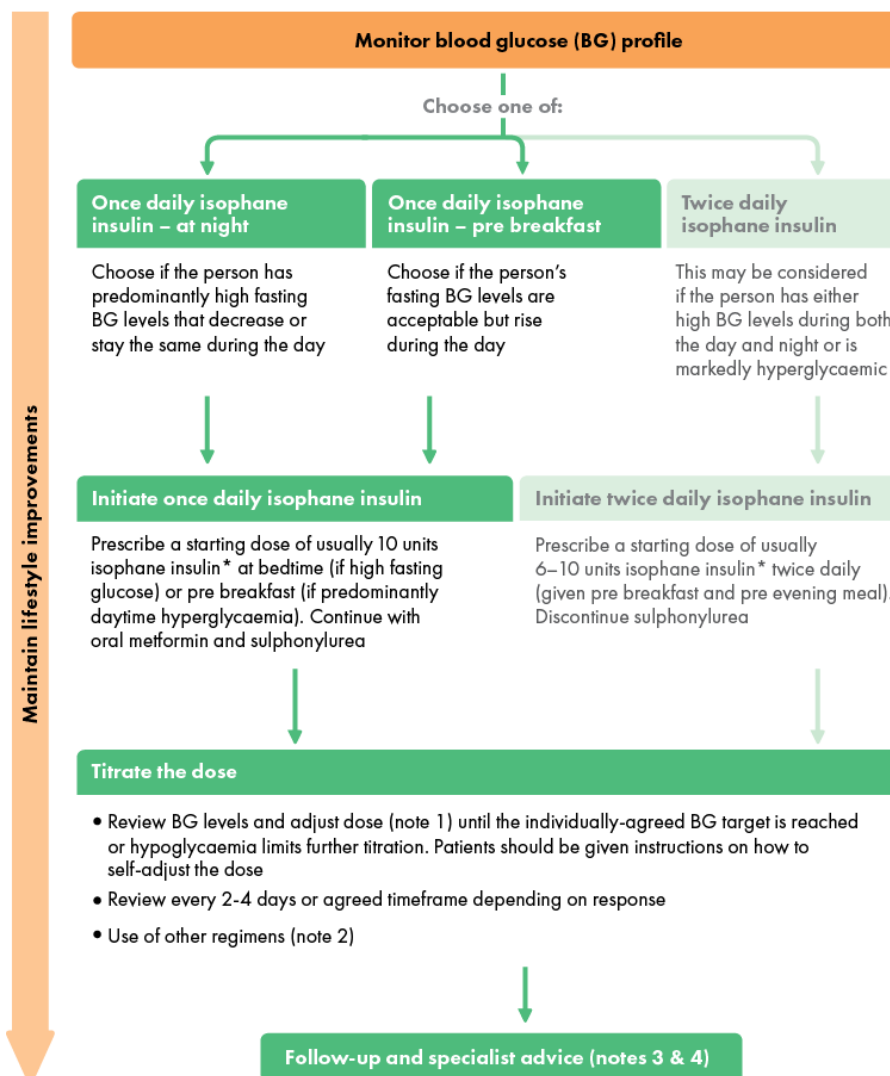 Monitor blood glucose (BG) profile
Choose one of:
Once daily isophane
insulin – at night
Choose if the person has
predominantly high fasting
BG levels that decrease or
stay the same during the day
Once daily isophane
insulin – pre breakfast
Choose if the person's
fasting BG levels are
acceptable but rise
during the day
Twice daily
isophane insulin
This may be considered
if the person has either
high BG levels during both
the day and night or is
markedly hyperglycaemic
Maintain lifestyle improvements
Initiate once daily isophane insulin
Prescribe a starting dose of usually 10 units
isophane insulin* at bedtime (if high fasting
glucose) or pre breakfast (if predominantly
daytime hyperglycaemia). Continue with
oral metformin and sulphonylurea
Initiate twice daily isophane insulin
Prescribe a starting dose of usually
6–10 units isophane insulin* twice daily
(given pre breakfast and pre evening meal).
Discontinue sulphonylurea
Titrate the dose
• Review BG levels and adjust dose (note 1) until the individually-agreed BG target is reached
or hypoglycaemia limits further titration. Patients should be given instructions on how to
self-adjust the dose
• Review every 2-4 days or agreed timeframe depending on response
• Use of other regimens (note 2)
Follow-up and specialist advice (notes 3 & 4)